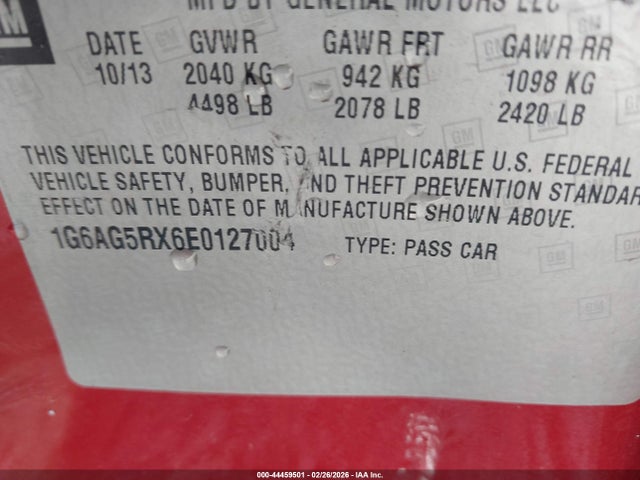 GM
MFD BY GENERAL MOTORS LLC
DATE GVWR GAWR FRT GAWR RR
10/13 2040 KG 942 KG 1098 KG
4498 LB 2078 LB 2420 LB
THIS VEHICLE CONFORMS TO ALL APPLICABLE U.S. FEDERAL
VEHICLE SAFETY, BUMPER, AND THEFT PREVENTION STANDAR
EFFECT ON THE DATE OF MANUFACTURE SHOWN ABOVE.
1G6AG5RX6E0127004 TYPE: PASS CAR
000-44459501 | 02/26/2026 | IAA Inc.